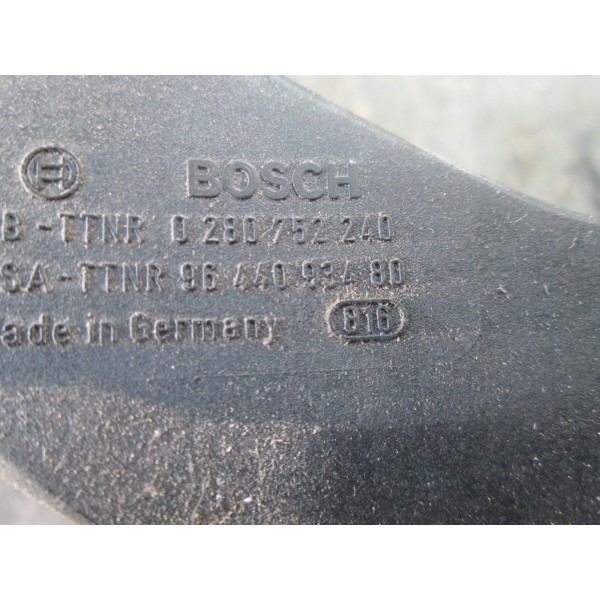 BOSCH
B-TTNR 0 280 752 240
SA-TTNR 96 440 934 80
ade in Germany 816